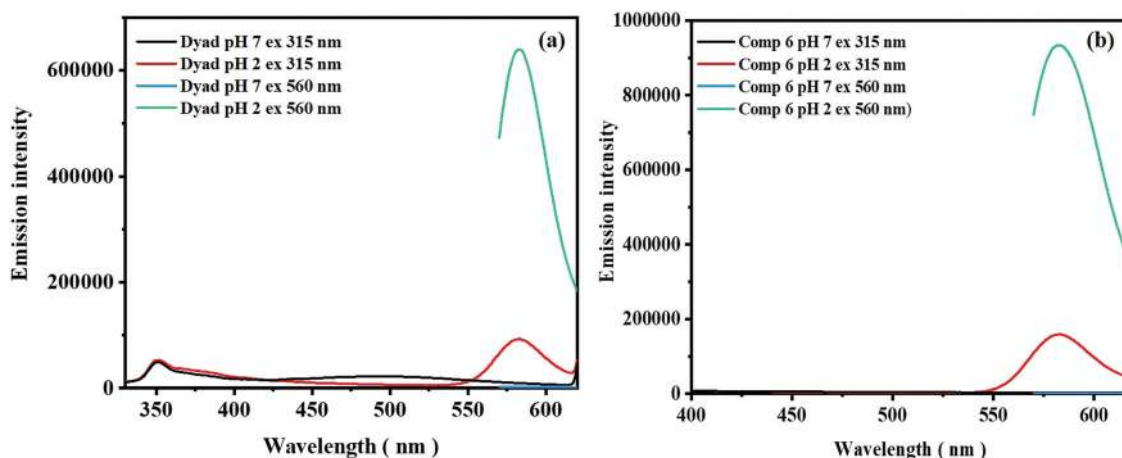 (a)
Dyad pH 7 ex 315 nm
Dyad pH 2 ex 315 nm
Dyad pH 7 ex 560 nm
Dyad pH 2 ex 560 nm
Emission intensity
600000
400000
200000
0
350 400 450 500 550 600
Wavelength ( nm )
(b)
Comp 6 pH 7 ex 315 nm
Comp 6 pH 2 ex 315 nm
Comp 6 pH 7 ex 560 nm
Comp 6 pH 2 ex 560 nm)
Emission intensity
1000000
800000
600000
400000
200000
0
400 450 500 550 600
Wavelength ( nm )